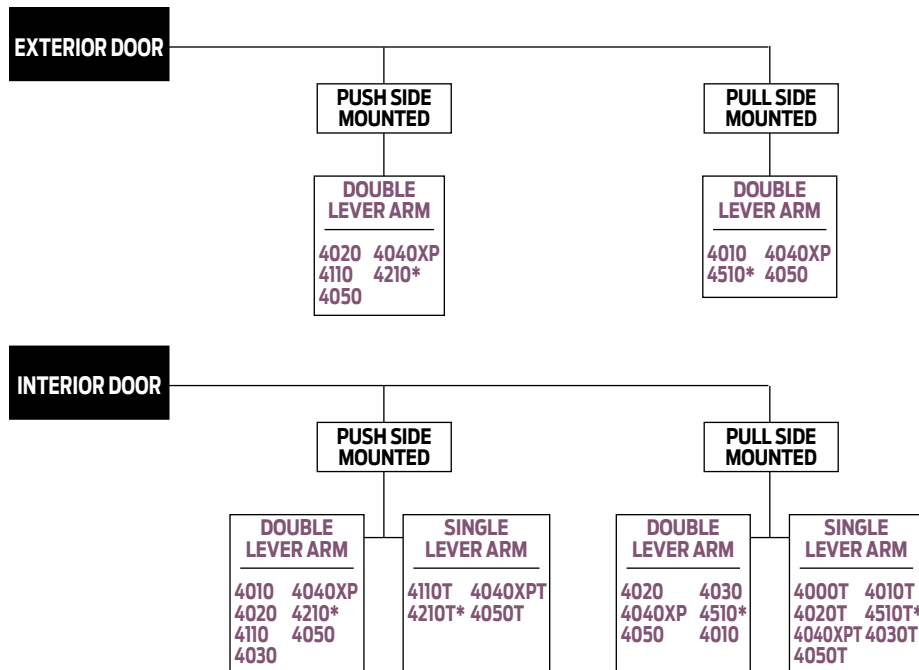 EXTERIOR DOOR
PUSH SIDE
MOUNTED
PULL SIDE
MOUNTED
DOUBLE
LEVER ARM
4020 4040XP
4110 4210*
4050
DOUBLE
LEVER ARM
4010 4040XP
4510* 4050
INTERIOR DOOR
PUSH SIDE
MOUNTED
PULL SIDE
MOUNTED
DOUBLE
LEVER ARM
4010 4040XP
4020 4210*
4110 4050
4030
SINGLE
LEVER ARM
4110T 4040XPT
4210T* 4050T
DOUBLE
LEVER ARM
4020 4030
4040XP 4510*
4050 4010
SINGLE
LEVER ARM
4000T 4010T
4020T 4510T*
4040XPT 4030T
4050T